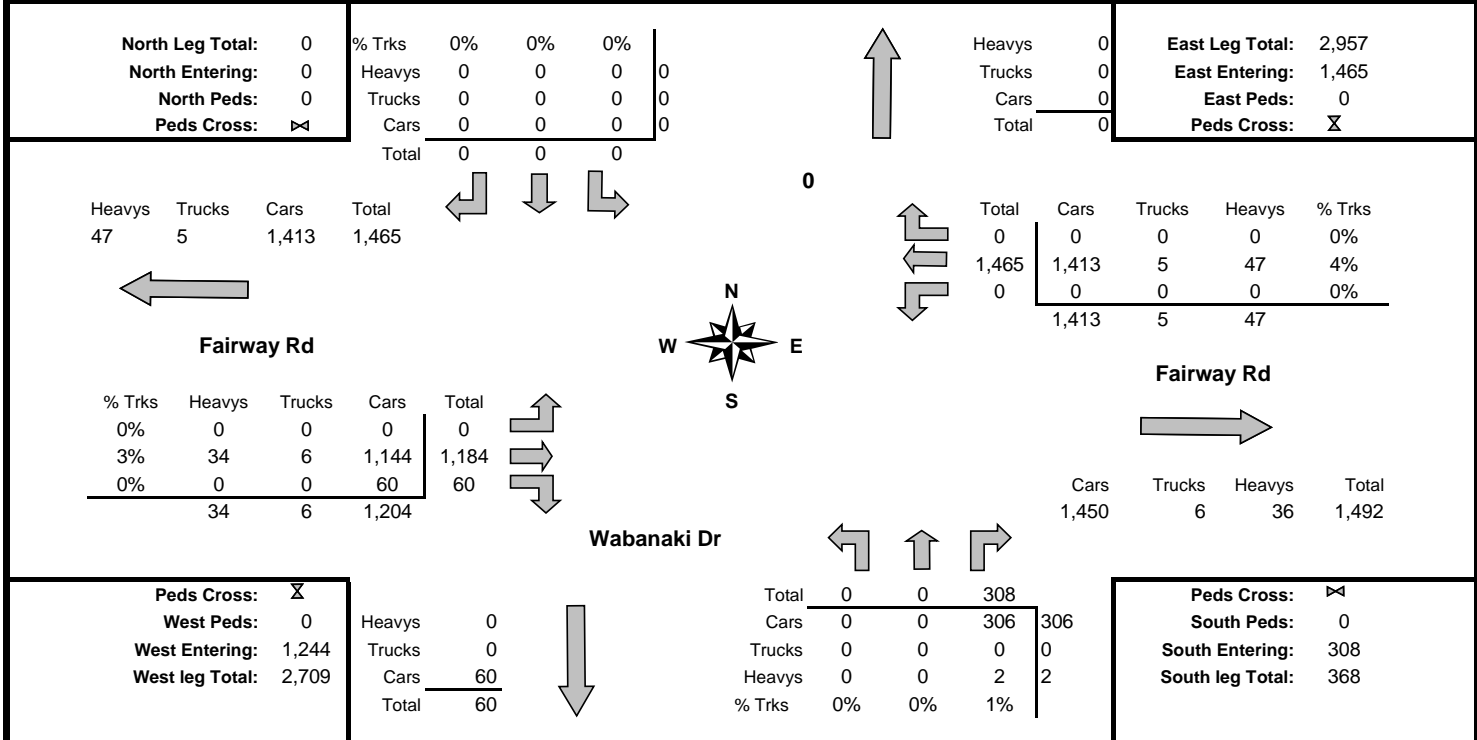 North Leg Total: 0
North Entering: 0
North Peds: 0
Peds Cross: ⋈
% Trks 0% 0% 0%
Heavys 0 0 0 0
Trucks 0 0 0 0
Cars 0 0 0 0
Total 0 0 0
Heavys 0
Trucks 0
Cars 0
Total 0
East Leg Total: 2,957
East Entering: 1,465
East Peds: 0
Peds Cross: ⧖
0
Heavys Trucks Cars Total
47 5 1,413 1,465
Total Cars Trucks Heavys % Trks
0 0 0 0 0%
1,465 1,413 5 47 4%
0 0 0 0 0%
1,413 5 47
Fairway Rd
N
W E
S
Fairway Rd
% Trks Heavys Trucks Cars Total
0% 0 0 0 0
3% 34 6 1,144 1,184
0% 0 0 60 60
34 6 1,204
Cars Trucks Heavys Total
1,450 6 36 1,492
Wabanaki Dr
Peds Cross: ⧖
West Peds: 0
West Entering: 1,244
West leg Total: 2,709
Heavys 0
Trucks 0
Cars 60
Total 60
Total 0 0 308
Cars 0 0 306 306
Trucks 0 0 0 0
Heavys 0 0 2 2
% Trks 0% 0% 1%
Peds Cross: ⋈
South Peds: 0
South Entering: 308
South leg Total: 368